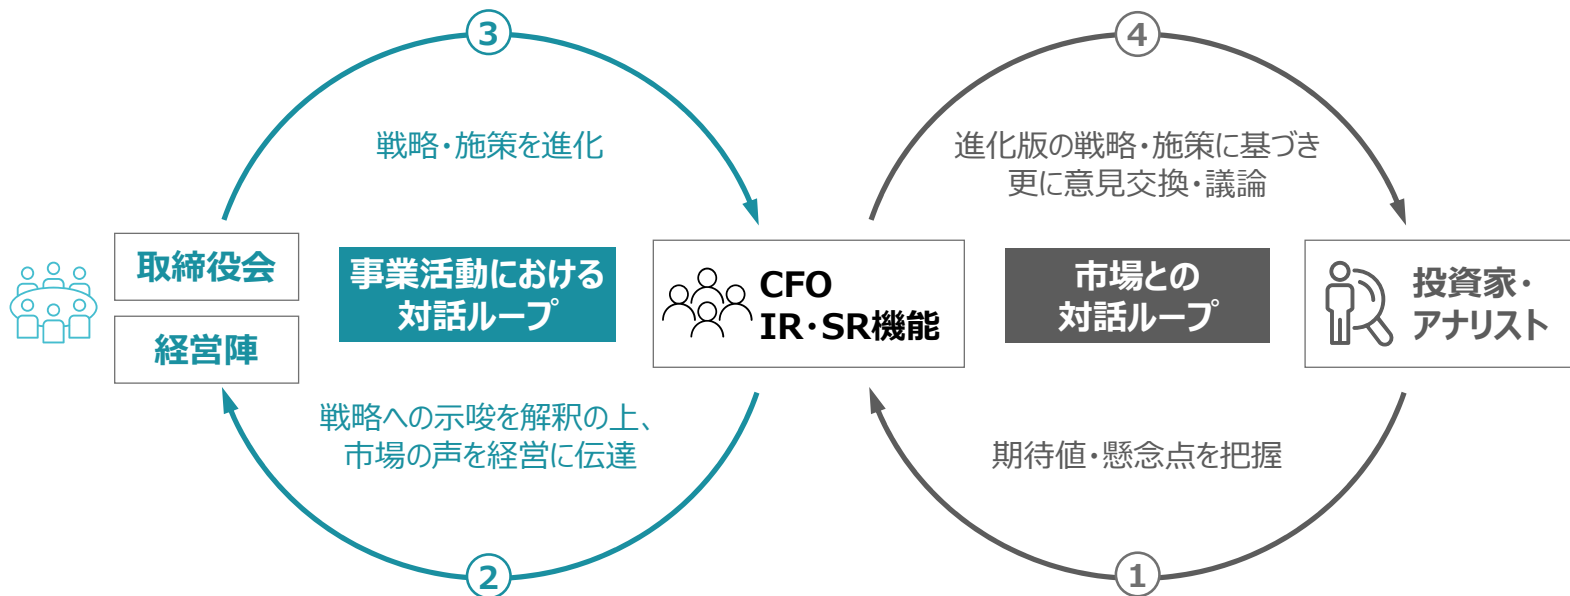 ③
④
戦略・施策を進化
進化版の戦略・施策に基づき
更に意見交換・議論
取締役会
経営陣
事業活動における
対話ループ
CFO
IR・SR機能
市場との
対話ループ
投資家・
アナリスト
戦略への示唆を解釈の上、
市場の声を経営に伝達
期待値・懸念点を把握
②
①